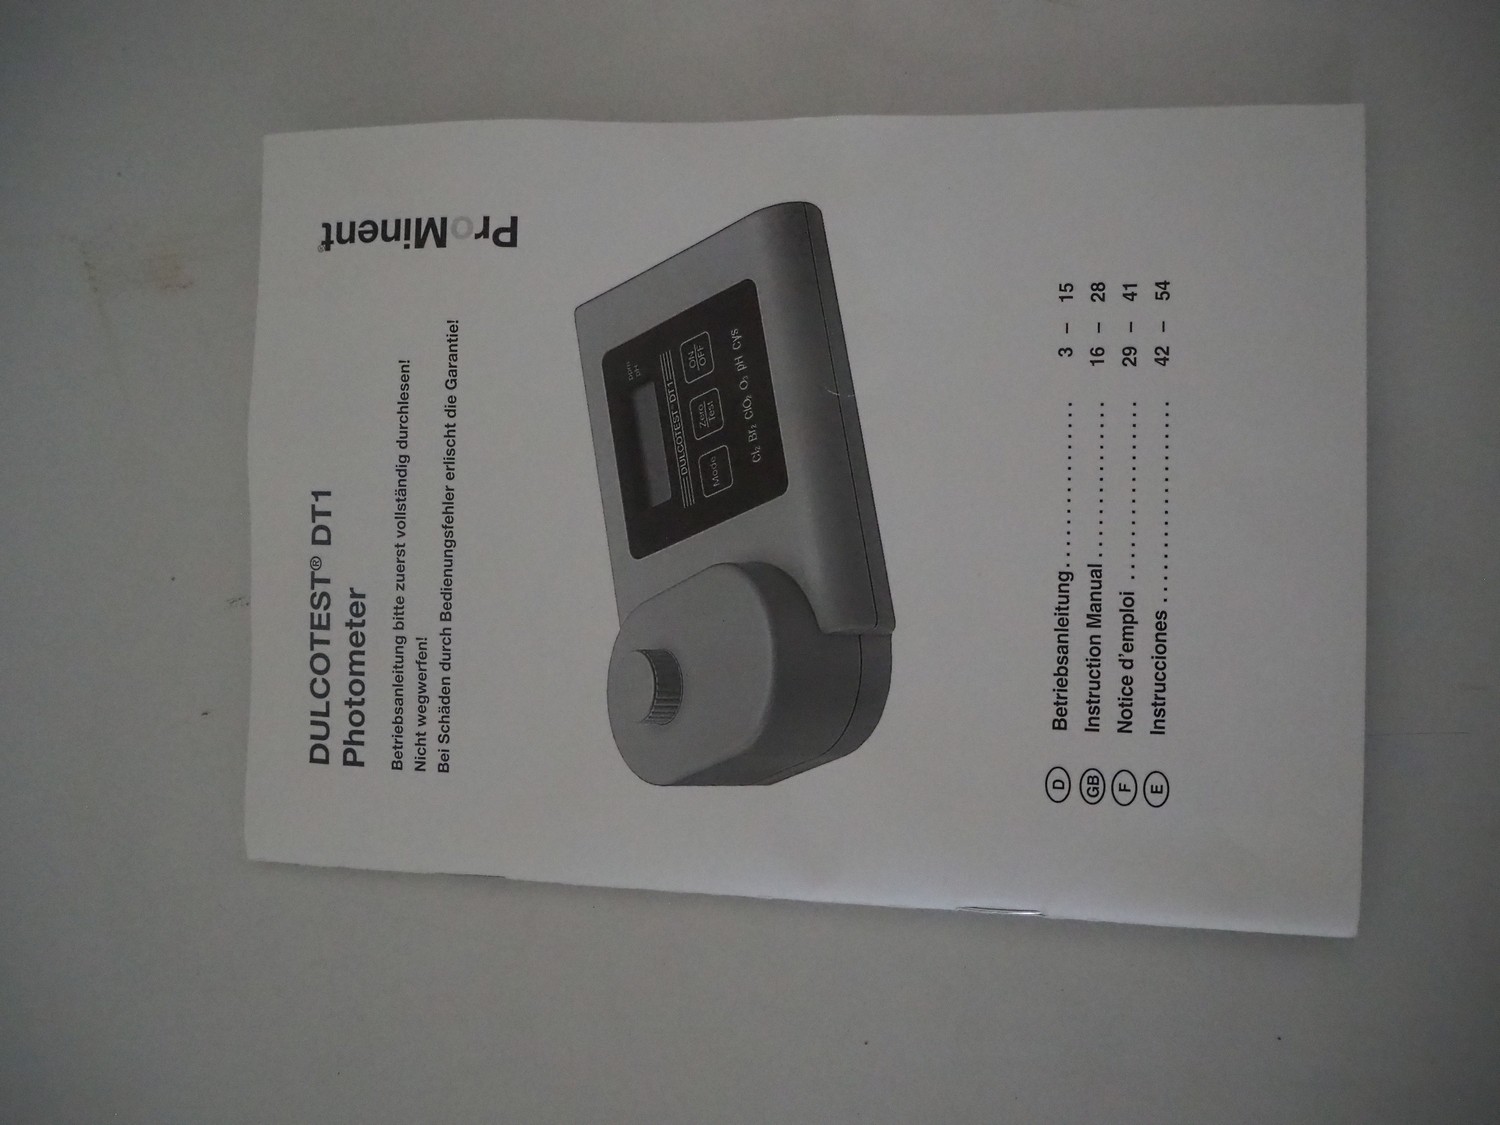 ProMinent®
DULCOTEST® DT1
Photometer
Betriebsanleitung bitte zuerst vollständig durchlesen!
Nicht wegwerfen!
Bei Schäden durch Bedienungsfehler erlischt die Garantie!
ppm
pH
DULCOTEST DT1
Mode
Zero
Test
ON
OFF
Cl₂ Br₂ ClO₂ O₃ pH Cys
D Betriebsanleitung . . . . . . . . . . . . . . . . 3 – 15
GB Instruction Manual . . . . . . . . . . . . . . . 16 – 28
F Notice d'emploi . . . . . . . . . . . . . . . . . 29 – 41
E Instrucciones . . . . . . . . . . . . . . . . . . . 42 – 54